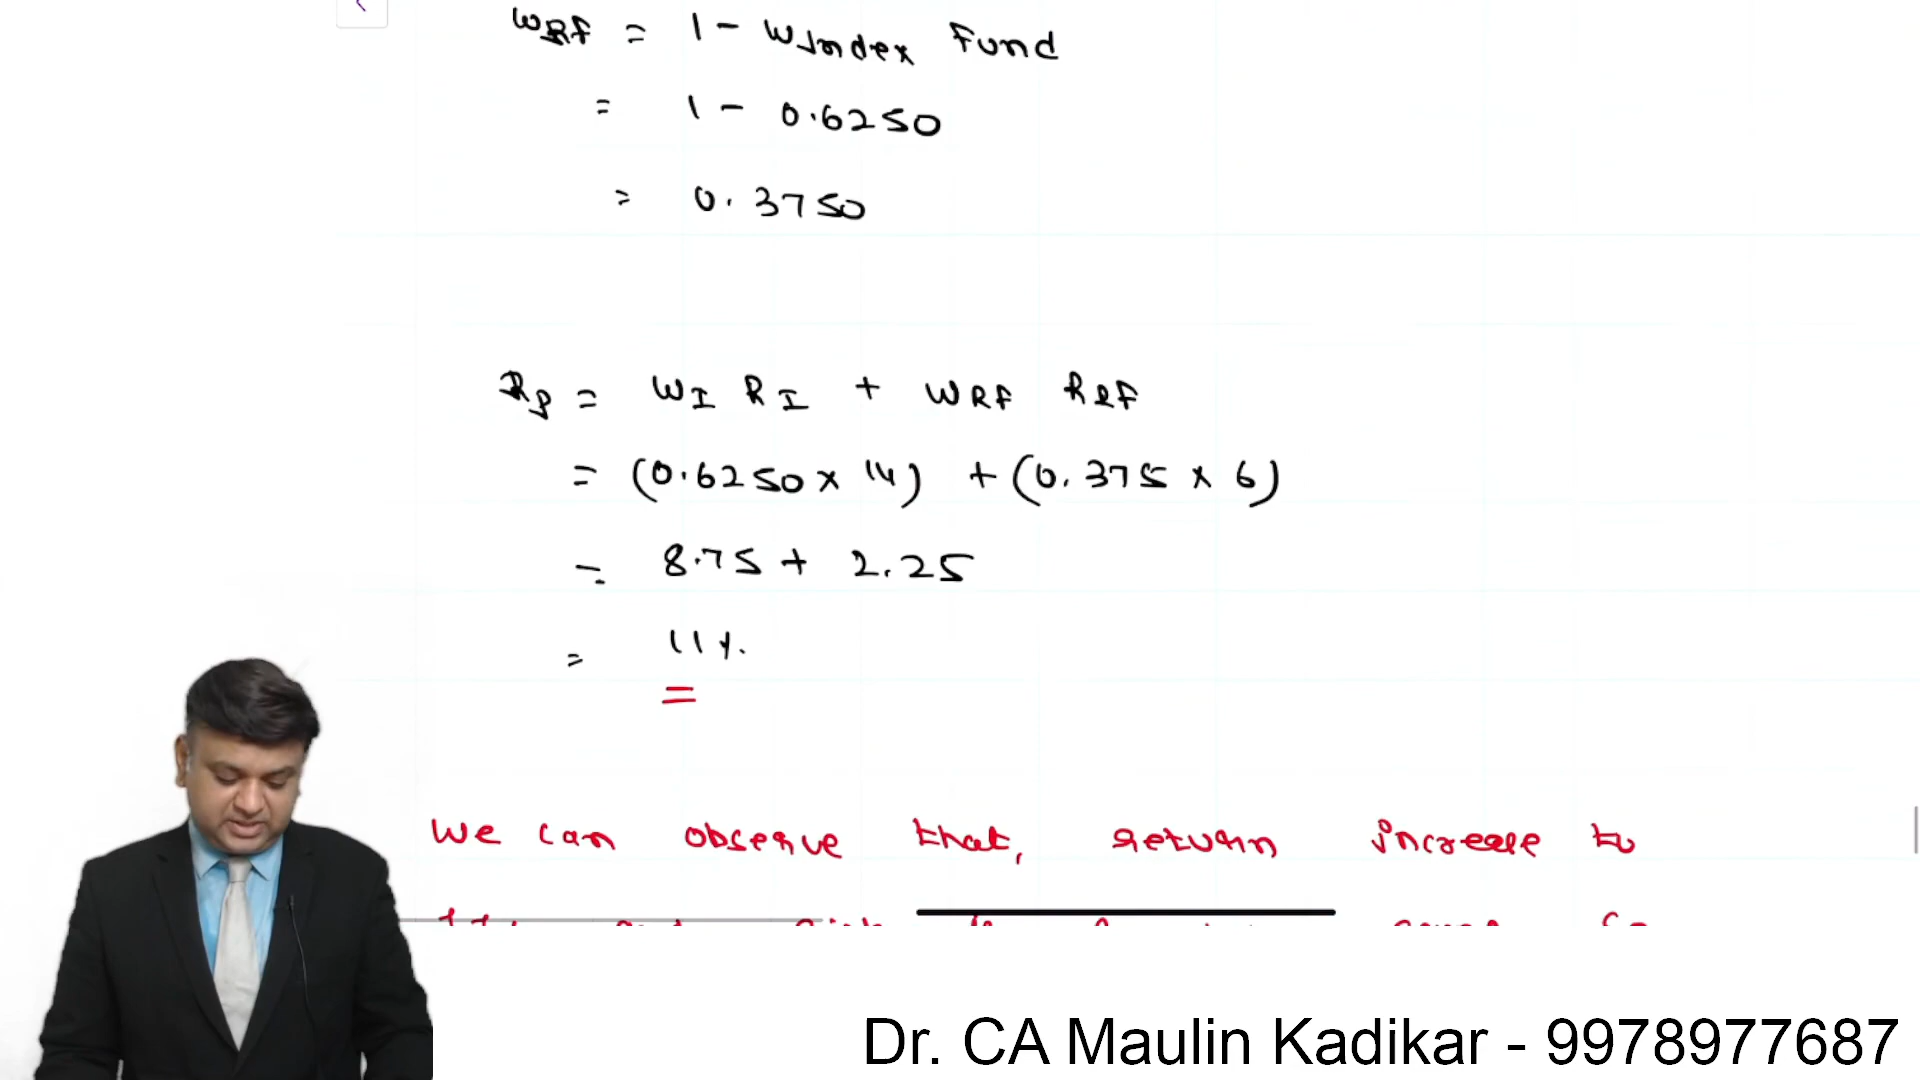 WRF = 1 - WIndex Fund
= 1 - 0.6250
= 0.3750
RP = WI RI + WRF RRF
= (0.6250 x 14) + (0.375 x 6)
= 8.75 + 2.25
= 11%
We can observe that, return increase to
Dr. CA Maulin Kadikar - 9978977687